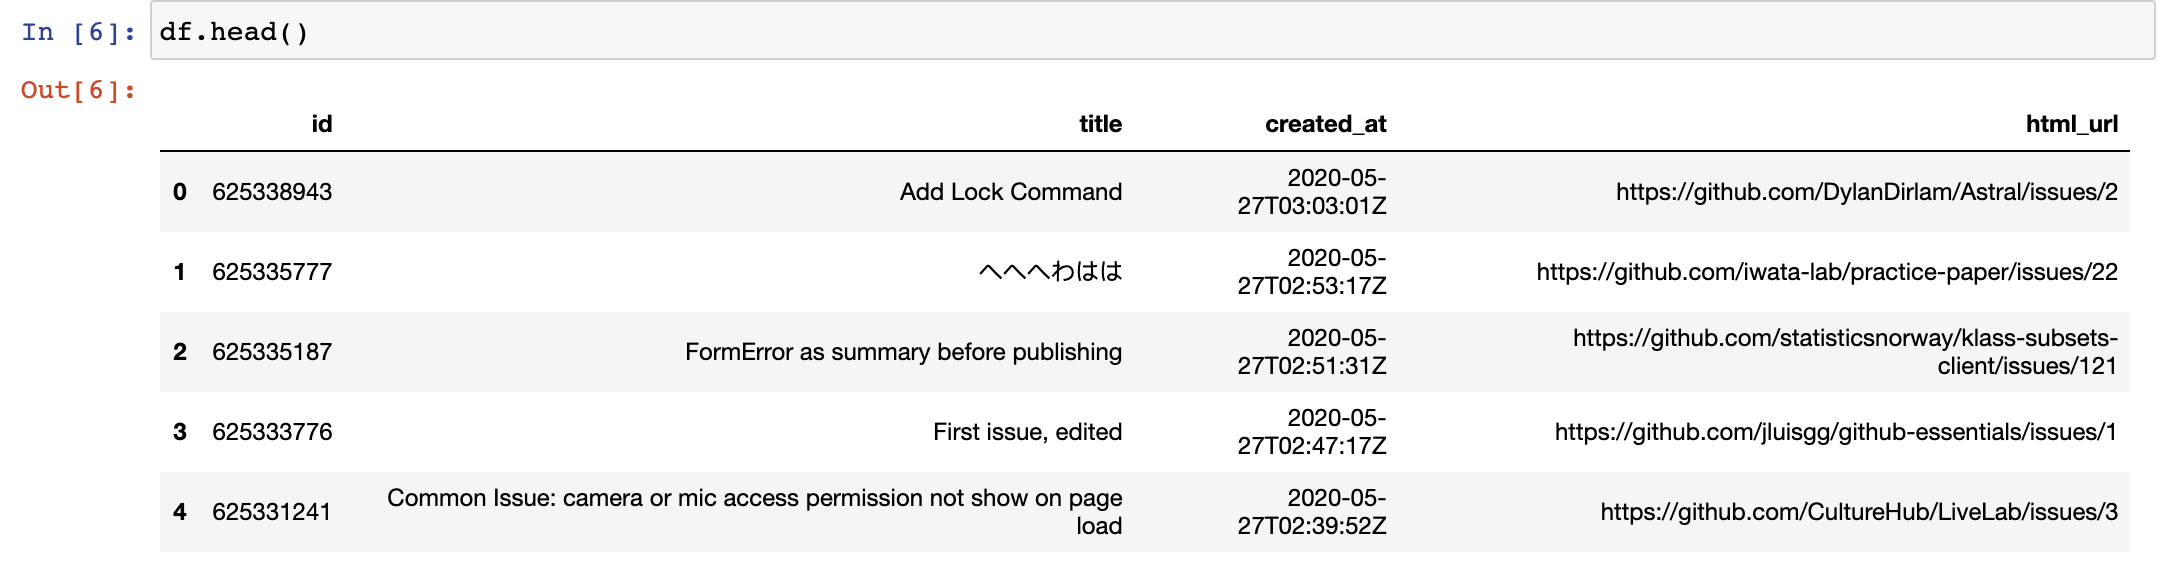 In [6]: df.head()
Out[6]:
id title created_at html_url
0 625338943 Add Lock Command 2020-05-27T03:03:01Z https://github.com/DylanDirlam/Astral/issues/2
1 625335777 へへへわはは 2020-05-27T02:53:17Z https://github.com/iwata-lab/practice-paper/issues/22
2 625335187 FormError as summary before publishing 2020-05-27T02:51:31Z https://github.com/statisticsnorway/klass-subsets-client/issues/121
3 625333776 First issue, edited 2020-05-27T02:47:17Z https://github.com/jluisgg/github-essentials/issues/1
4 625331241 Common Issue: camera or mic access permission not show on page load 2020-05-27T02:39:52Z https://github.com/CultureHub/LiveLab/issues/3